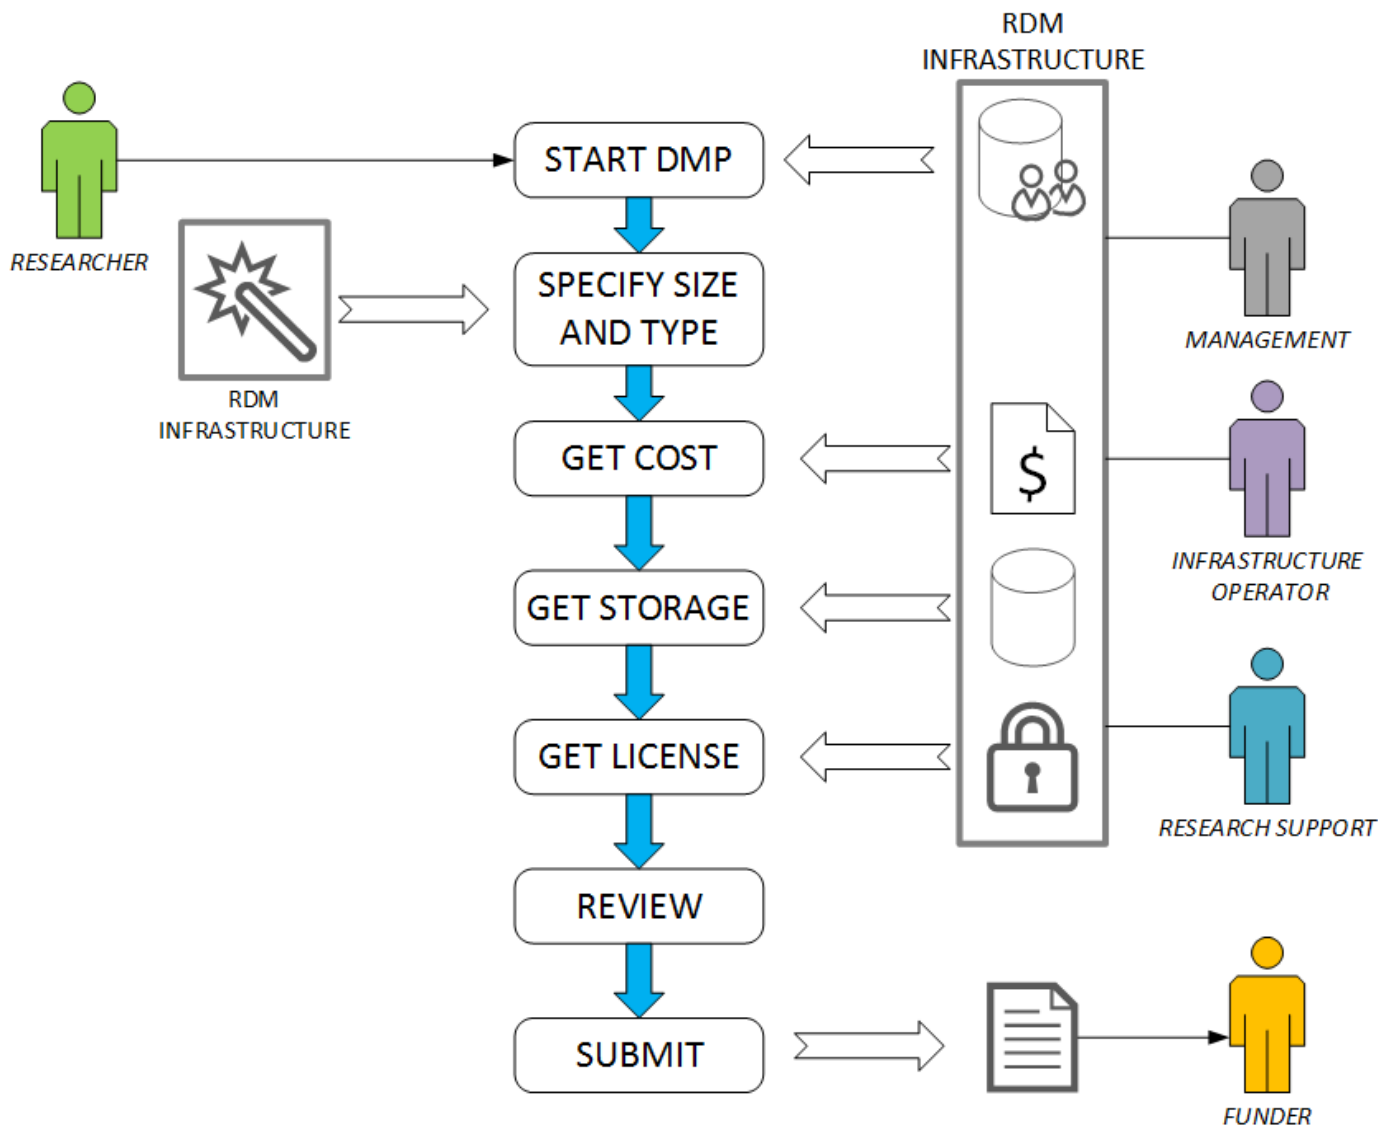 RDM
INFRASTRUCTURE
START DMP
RESEARCHER
SPECIFY SIZE
AND TYPE
MANAGEMENT
RDM
INFRASTRUCTURE
GET COST
$
INFRASTRUCTURE
OPERATOR
GET STORAGE
GET LICENSE
RESEARCH SUPPORT
REVIEW
SUBMIT
FUNDER